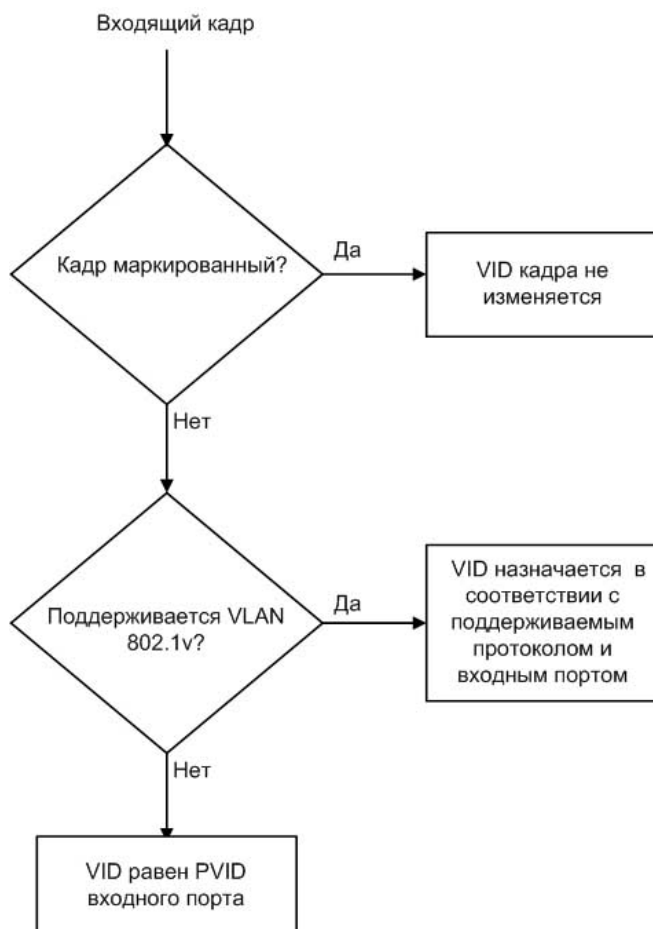 Входящий кадр
Кадр маркированный?
Да
VID кадра не
изменяется
Нет
Поддерживается VLAN
802.1v?
Да
VID назначается в
соответствии с
поддерживаемым
протоколом и
входным портом
Нет
VID равен PVID
входного порта